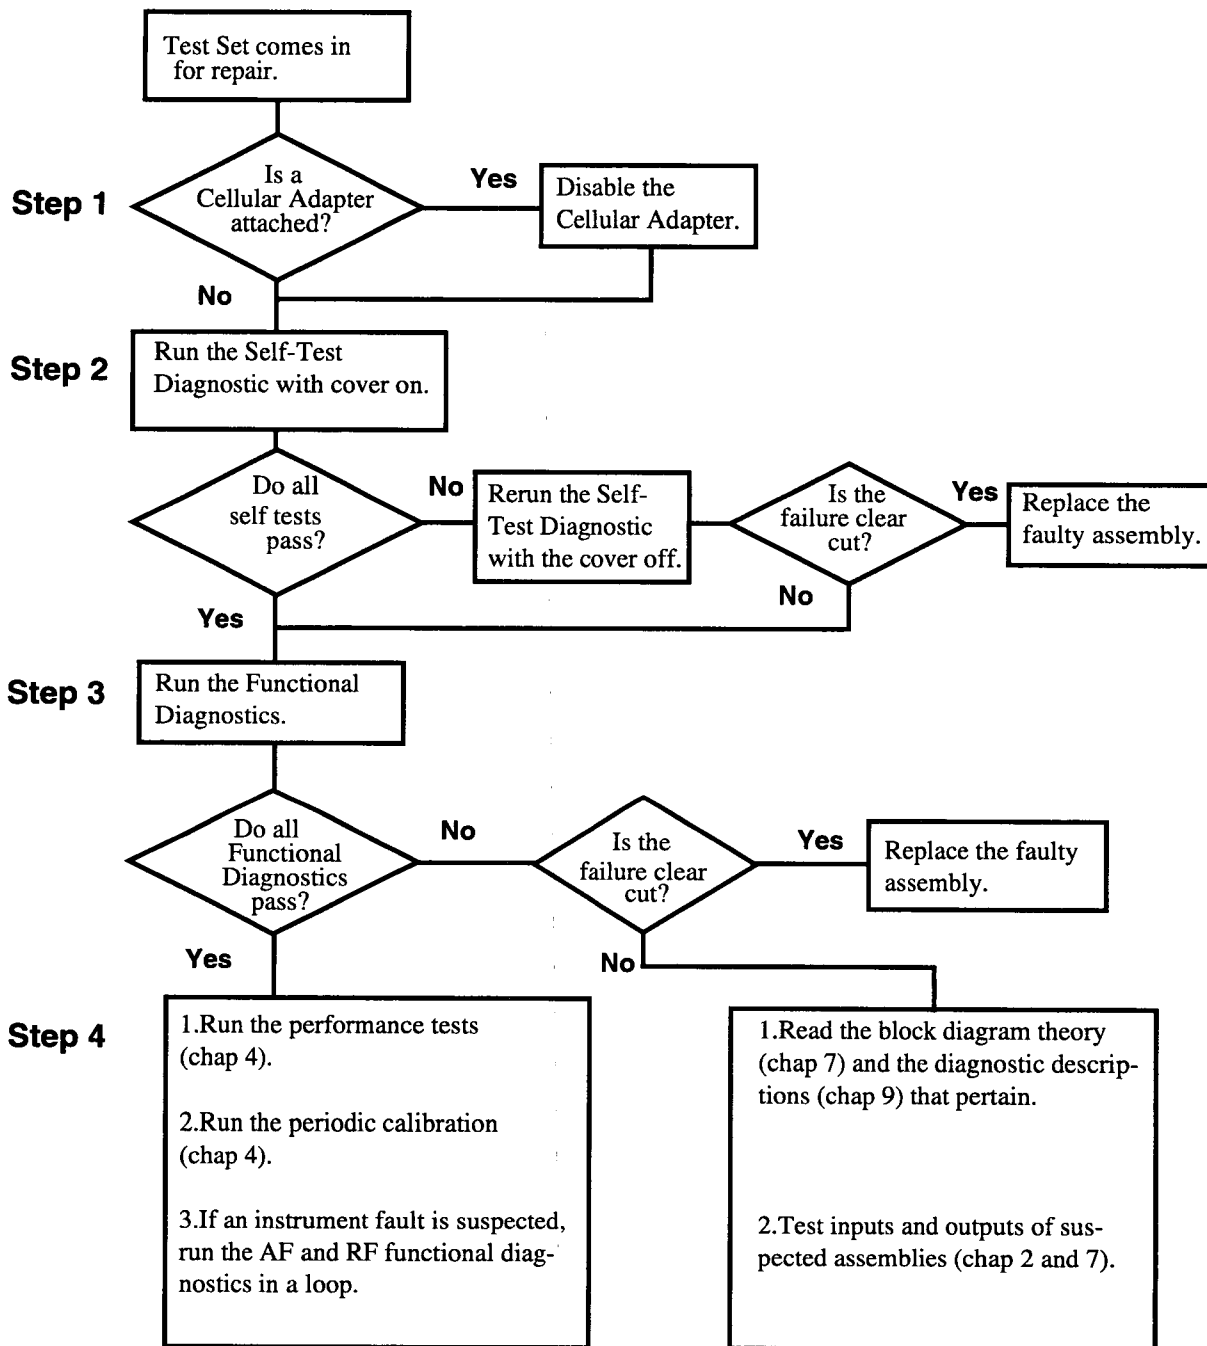 Test Set comes in
for repair.
Step 1
Is a
Cellular Adapter
attached?
Yes
Disable the
Cellular Adapter.
No
Step 2
Run the Self-Test
Diagnostic with cover on.
Do all
self tests
pass?
No
Rerun the Self-
Test Diagnostic
with the cover off.
Is the
failure clear
cut?
Yes
Replace the
faulty assembly.
No
Yes
Step 3
Run the Functional
Diagnostics.
Do all
Functional
Diagnostics
pass?
No
Is the
failure clear
cut?
Yes
Replace the faulty
assembly.
Yes
No
Step 4
1.Run the performance tests
(chap 4).
2.Run the periodic calibration
(chap 4).
3.If an instrument fault is suspected,
run the AF and RF functional diag-
nostics in a loop.
1.Read the block diagram theory
(chap 7) and the diagnostic descrip-
tions (chap 9) that pertain.
2.Test inputs and outputs of sus-
pected assemblies (chap 2 and 7).